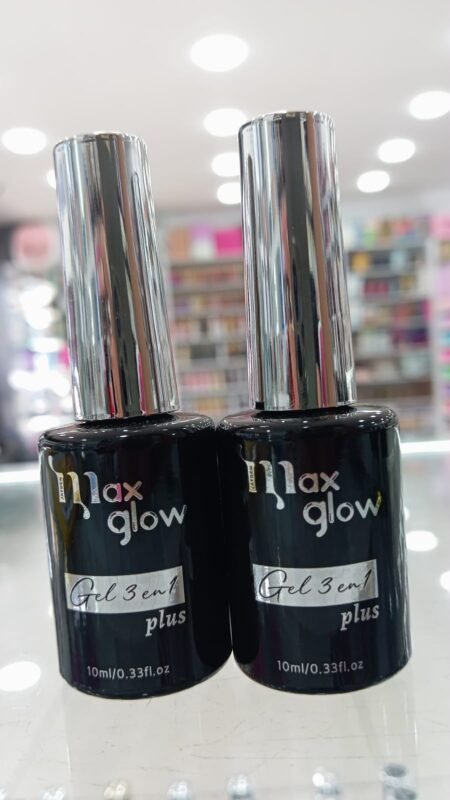 Max
glow
Gel 3 en 1
plus
10ml/0.33fl.oz
Max
glow
Gel 3 en 1
plus
10ml/0.33fl.oz